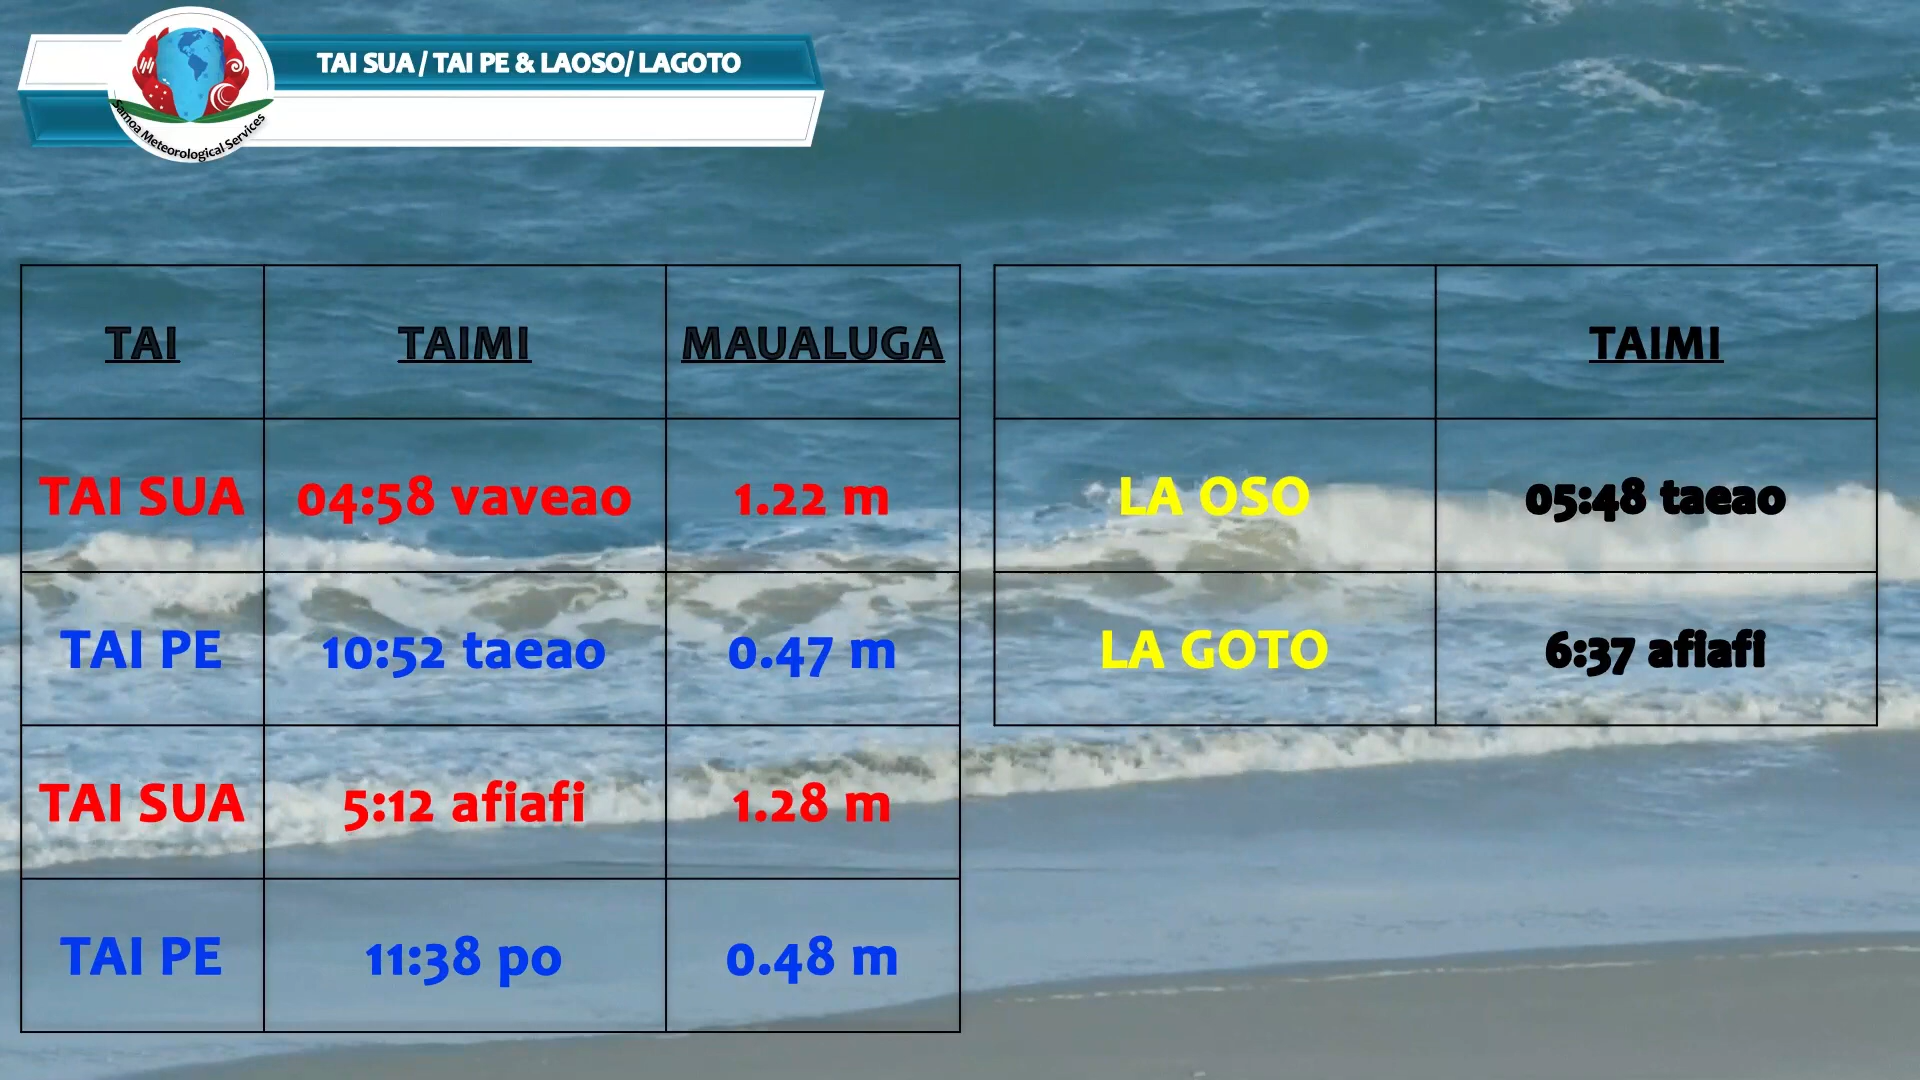 TAI SUA / TAI PE & LAOSO/ LAGOTO
Samoa Meteorological Services
TAI TAIMI MAUALUGA
TAI SUA 04:58 vaveao 1.22 m
TAI PE 10:52 taeao 0.47 m
TAI SUA 5:12 afiafi 1.28 m
TAI PE 11:38 po 0.48 m
TAIMI
LA OSO 05:48 taeao
LA GOTO 6:37 afiafi